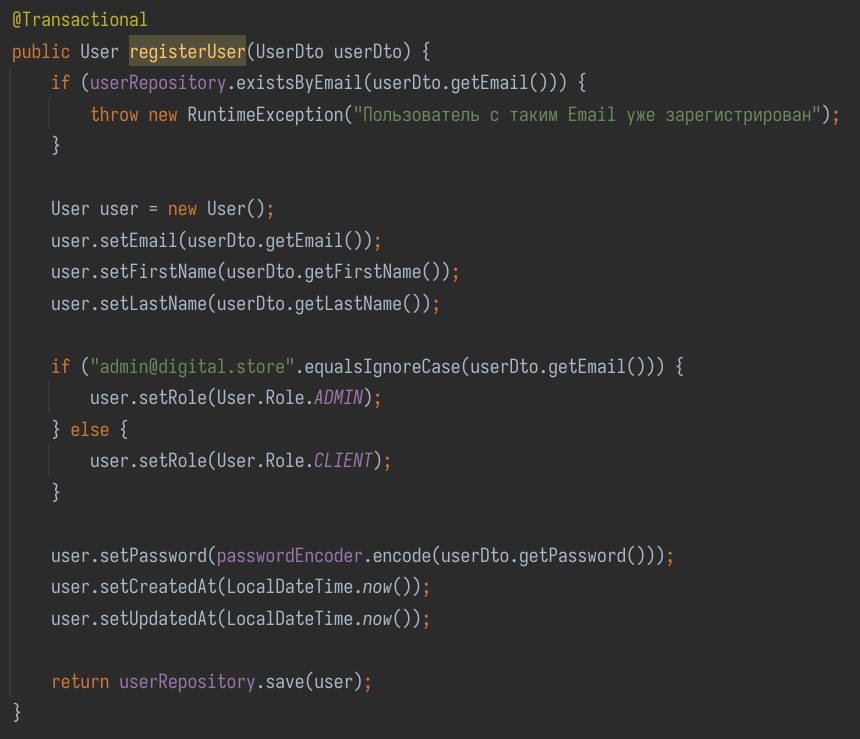 @Transactional
public User registerUser(UserDto userDto) {
    if (userRepository.existsByEmail(userDto.getEmail())) {
        throw new RuntimeException("Пользователь с таким Email уже зарегистрирован");
    }

    User user = new User();
    user.setEmail(userDto.getEmail());
    user.setFirstName(userDto.getFirstName());
    user.setLastName(userDto.getLastName());

    if ("admin@digital.store".equalsIgnoreCase(userDto.getEmail())) {
        user.setRole(User.Role.ADMIN);
    } else {
        user.setRole(User.Role.CLIENT);
    }

    user.setPassword(passwordEncoder.encode(userDto.getPassword()));
    user.setCreatedAt(LocalDateTime.now());
    user.setUpdatedAt(LocalDateTime.now());

    return userRepository.save(user);
}